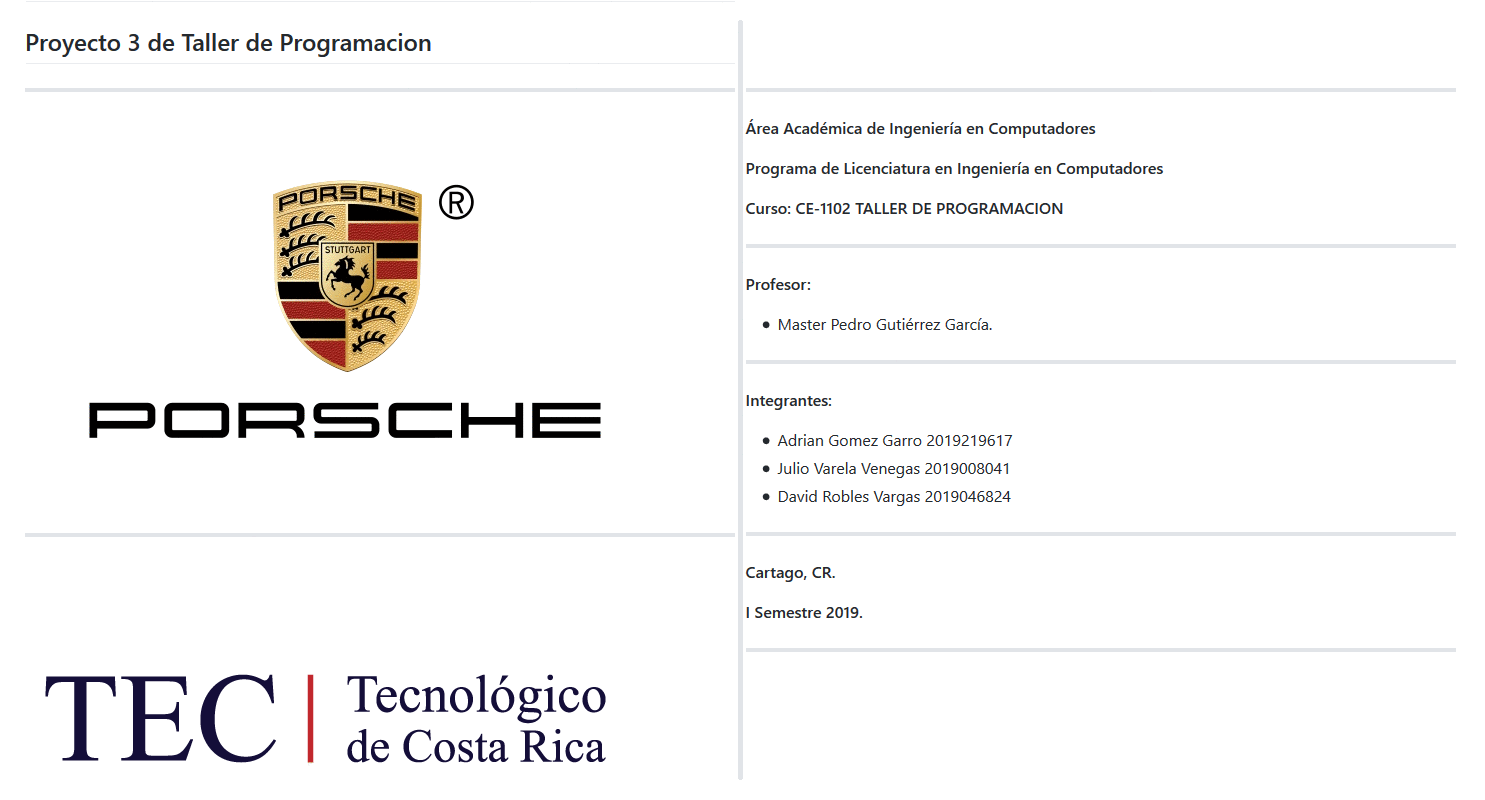 Proyecto 3 de Taller de Programacion
PORSCHE
®
STUTTGART
PORSCHE
TEC
Tecnológico
de Costa Rica
Área Académica de Ingeniería en Computadores
Programa de Licenciatura en Ingeniería en Computadores
Curso: CE-1102 TALLER DE PROGRAMACION
Profesor:
Master Pedro Gutiérrez García.
Integrantes:
Adrian Gomez Garro 2019219617
Julio Varela Venegas 2019008041
David Robles Vargas 2019046824
Cartago, CR.
I Semestre 2019.